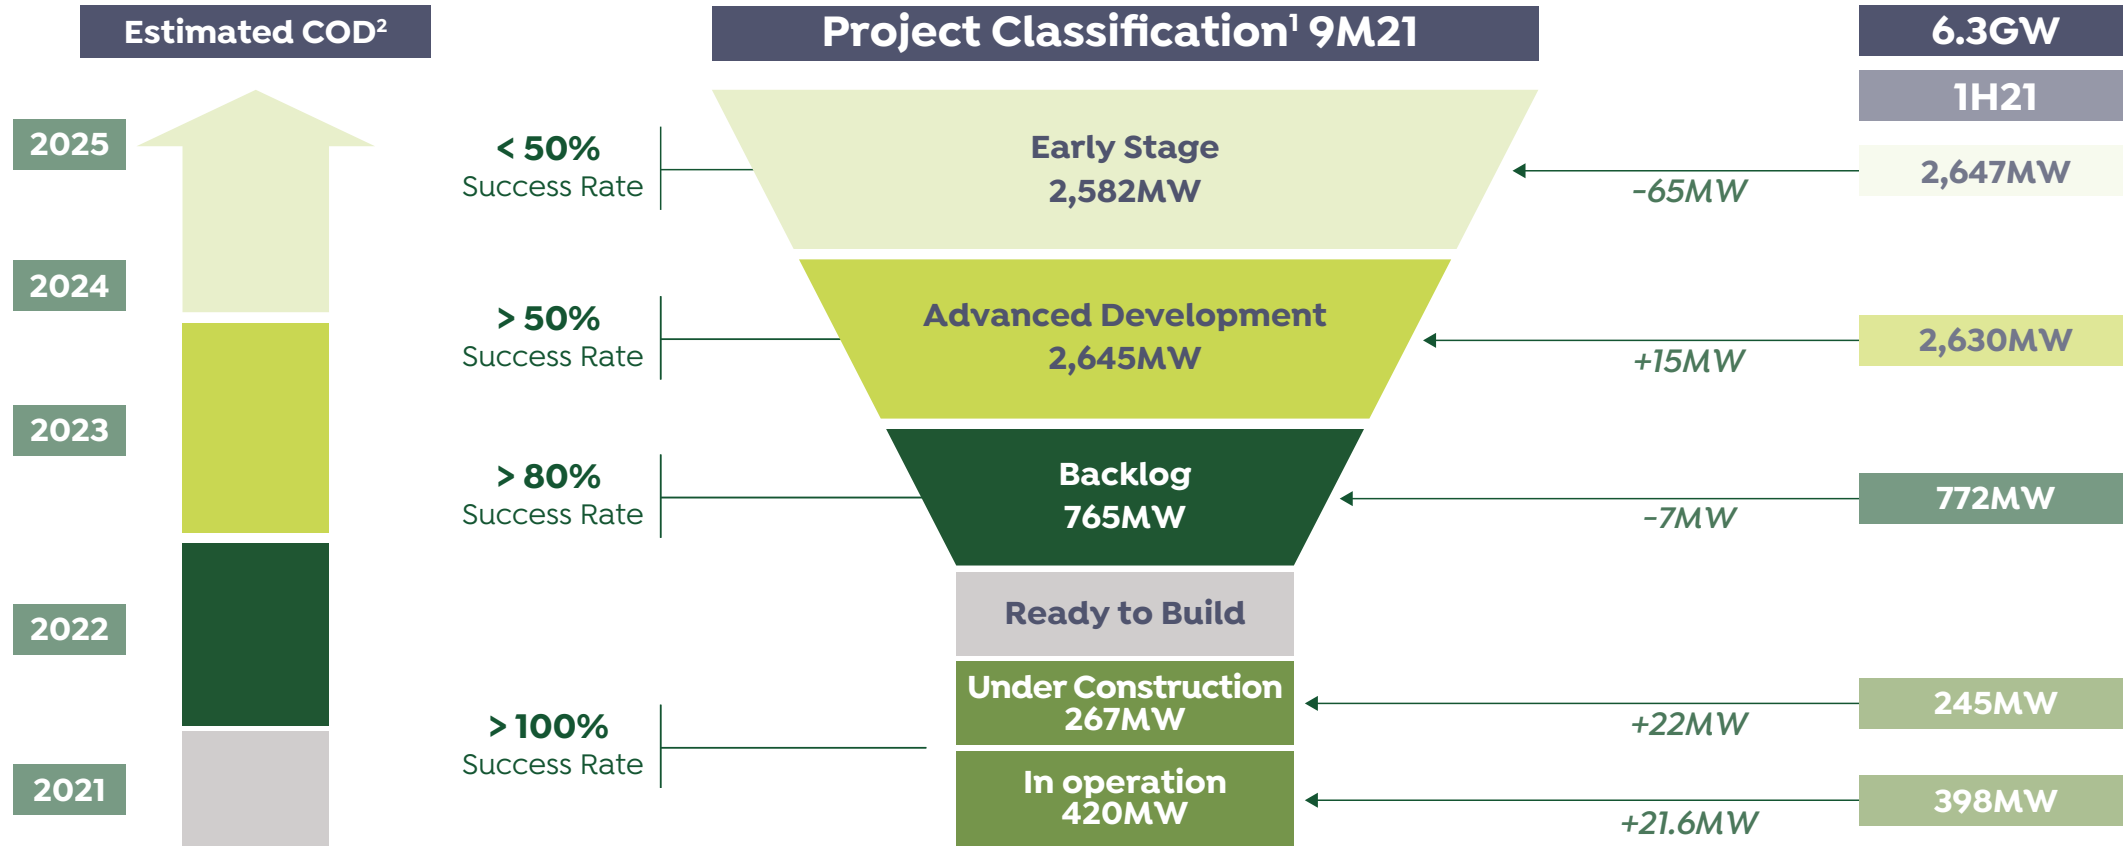 Estimated COD²
Project Classification¹ 9M21
6.3GW
1H21
2025
2024
2023
2022
2021
< 50%
Success Rate
> 50%
Success Rate
> 80%
Success Rate
> 100%
Success Rate
Early Stage
2,582MW
Advanced Development
2,645MW
Backlog
765MW
Ready to Build
Under Construction
267MW
In operation
420MW
-65MW
+15MW
-7MW
+22MW
+21.6MW
2,647MW
2,630MW
772MW
245MW
398MW